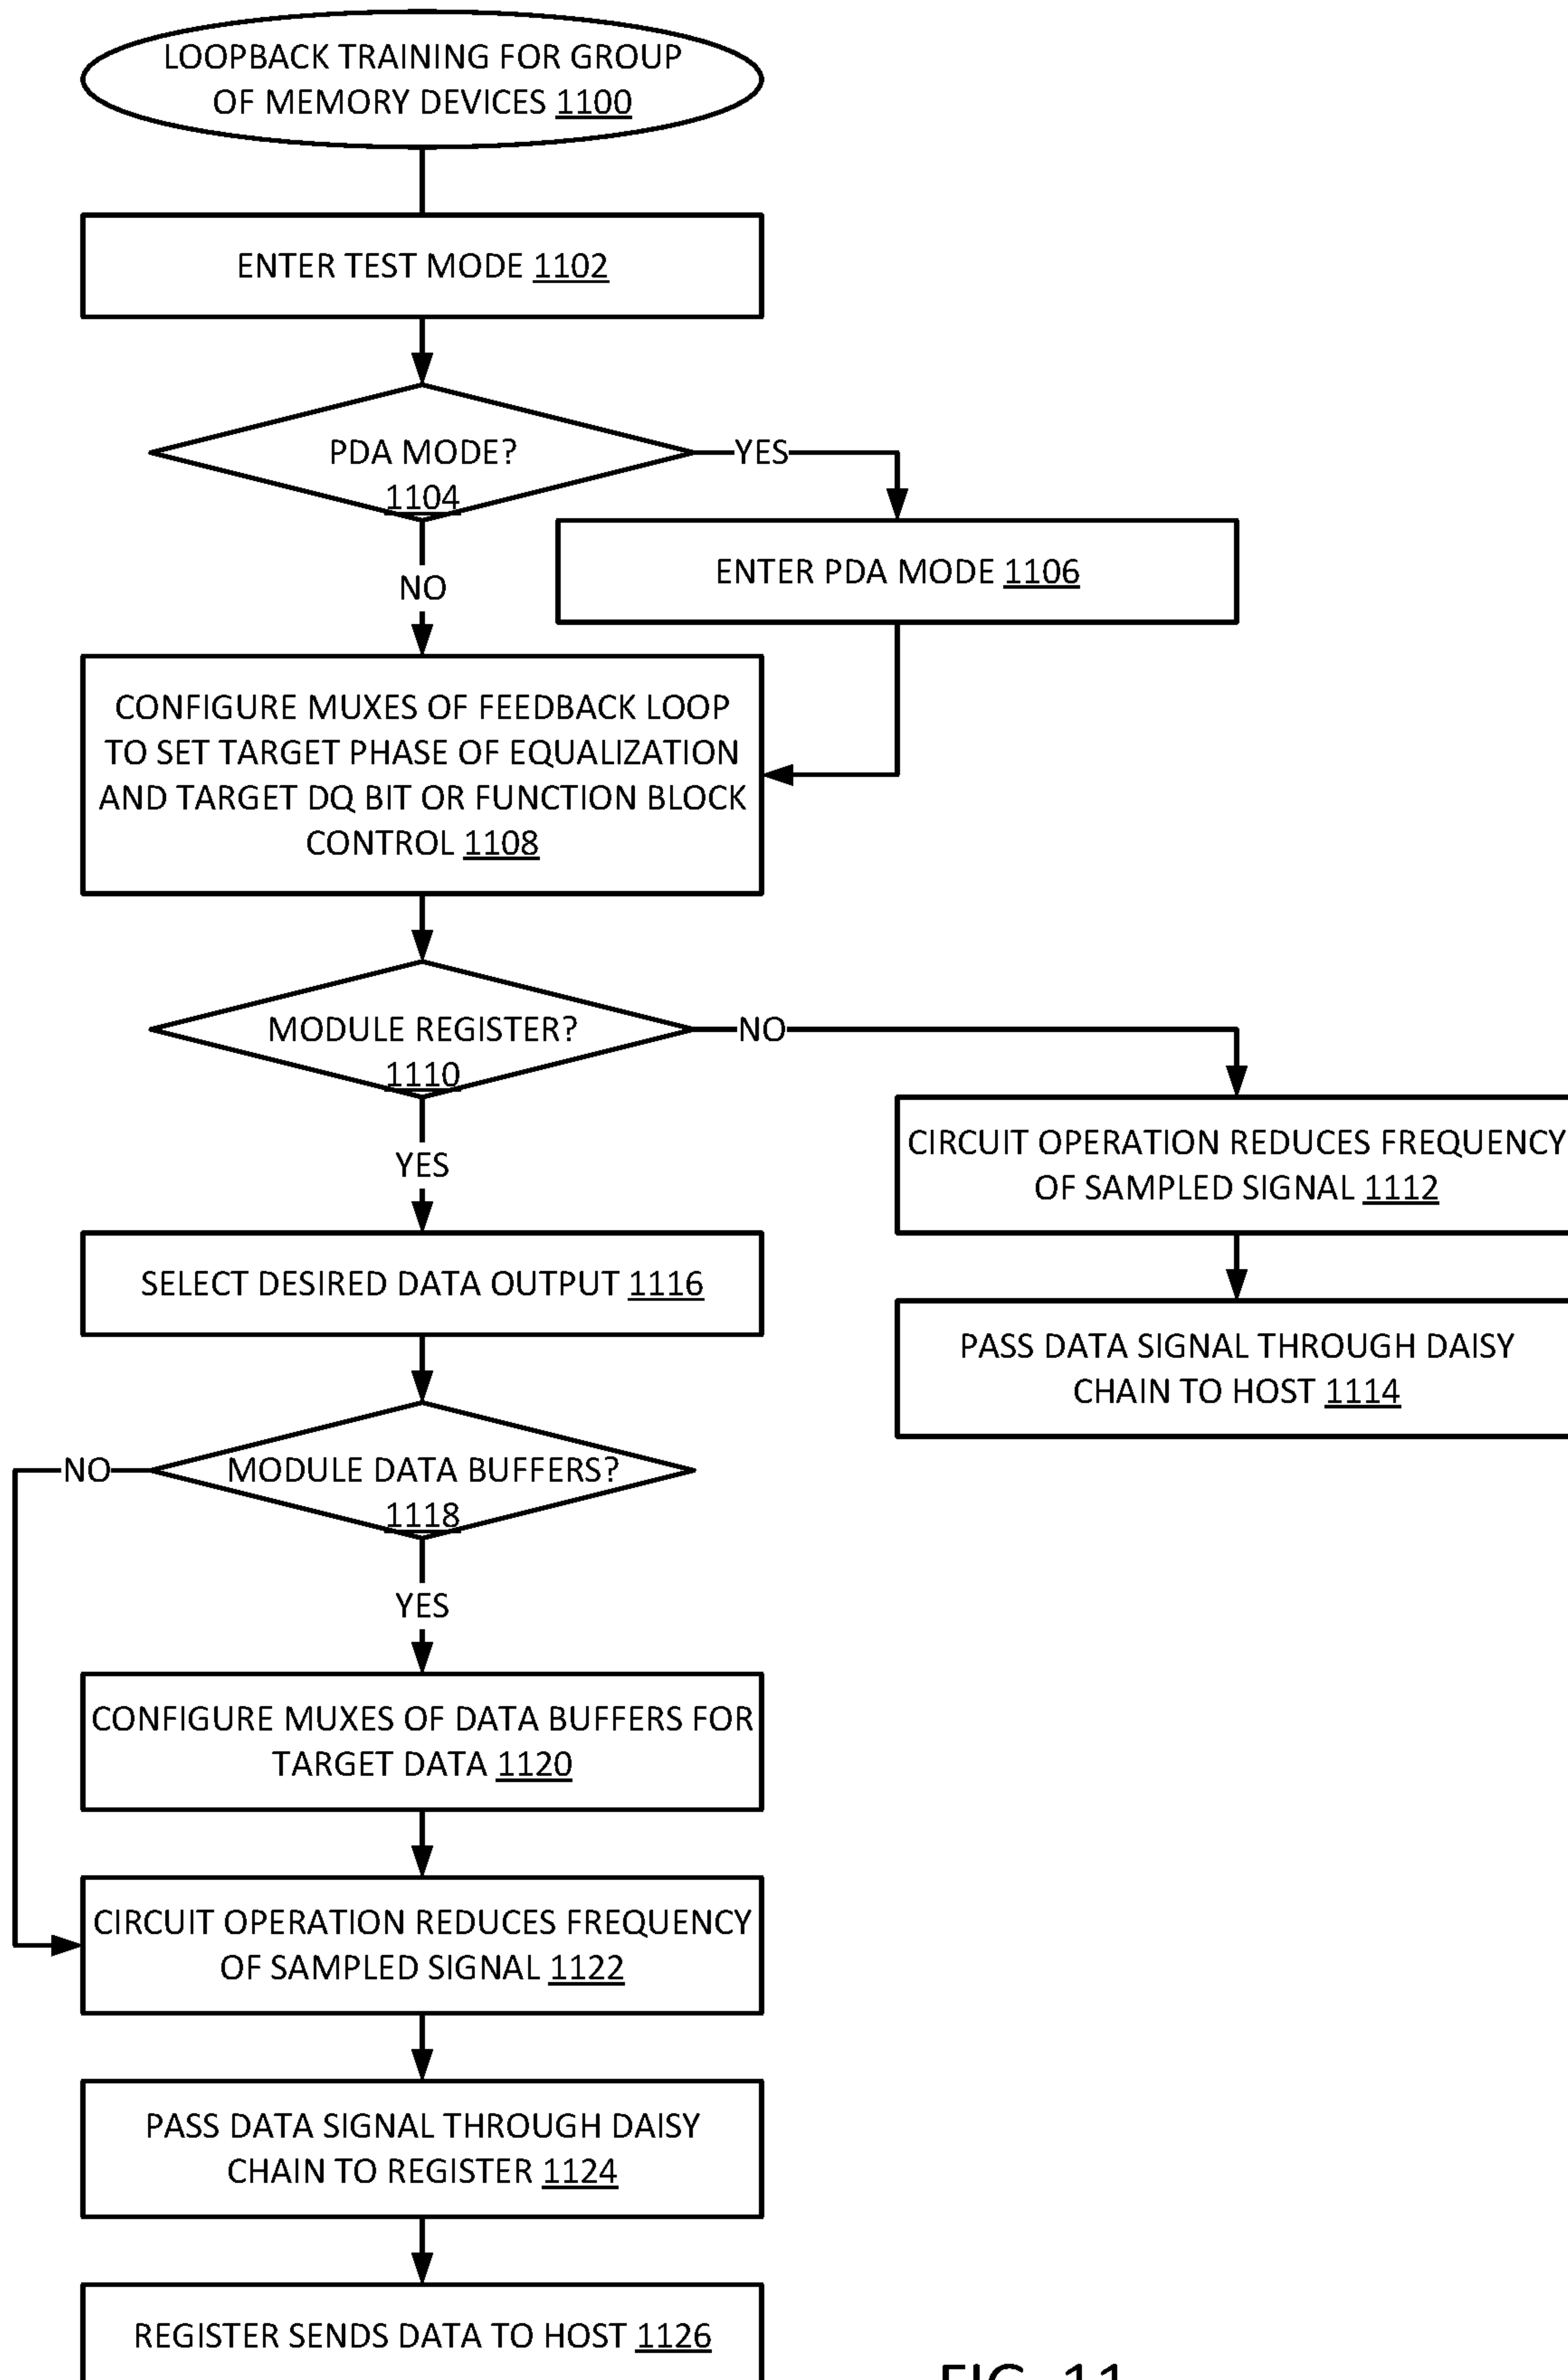 LOOPBACK TRAINING FOR GROUP
OF MEMORY DEVICES 1100
ENTER TEST MODE 1102
PDA MODE?
1104
YES
NO
ENTER PDA MODE 1106
CONFIGURE MUXES OF FEEDBACK LOOP
TO SET TARGET PHASE OF EQUALIZATION
AND TARGET DQ BIT OR FUNCTION BLOCK
CONTROL 1108
MODULE REGISTER?
1110
NO
YES
CIRCUIT OPERATION REDUCES FREQUENCY
OF SAMPLED SIGNAL 1112
PASS DATA SIGNAL THROUGH DAISY
CHAIN TO HOST 1114
SELECT DESIRED DATA OUTPUT 1116
MODULE DATA BUFFERS?
1118
NO
YES
CONFIGURE MUXES OF DATA BUFFERS FOR
TARGET DATA 1120
CIRCUIT OPERATION REDUCES FREQUENCY
OF SAMPLED SIGNAL 1122
PASS DATA SIGNAL THROUGH DAISY
CHAIN TO REGISTER 1124
REGISTER SENDS DATA TO HOST 1126
FIG. 11